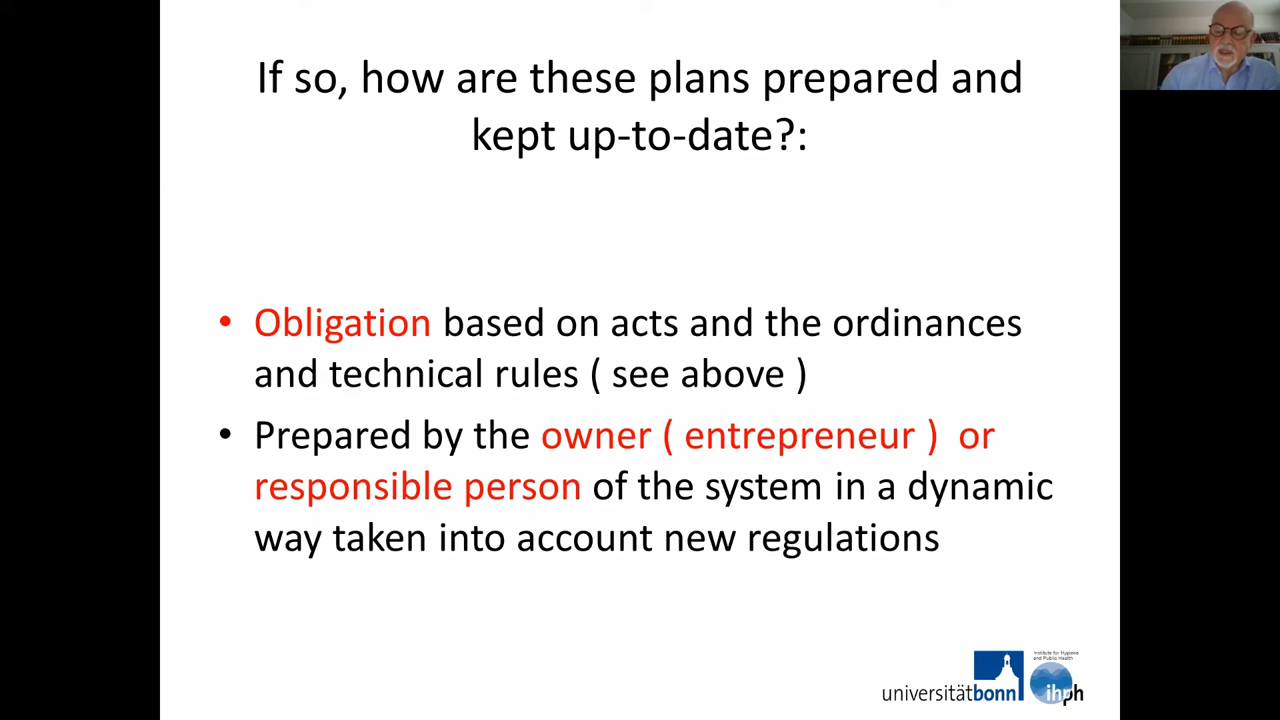 If so, how are these plans prepared and
kept up-to-date?:
• Obligation based on acts and the ordinances
and technical rules ( see above )
• Prepared by the owner ( entrepreneur )  or
responsible person of the system in a dynamic
way taken into account new regulations
Institute for Hygiene
and Public Health
universitätbonn
ihph